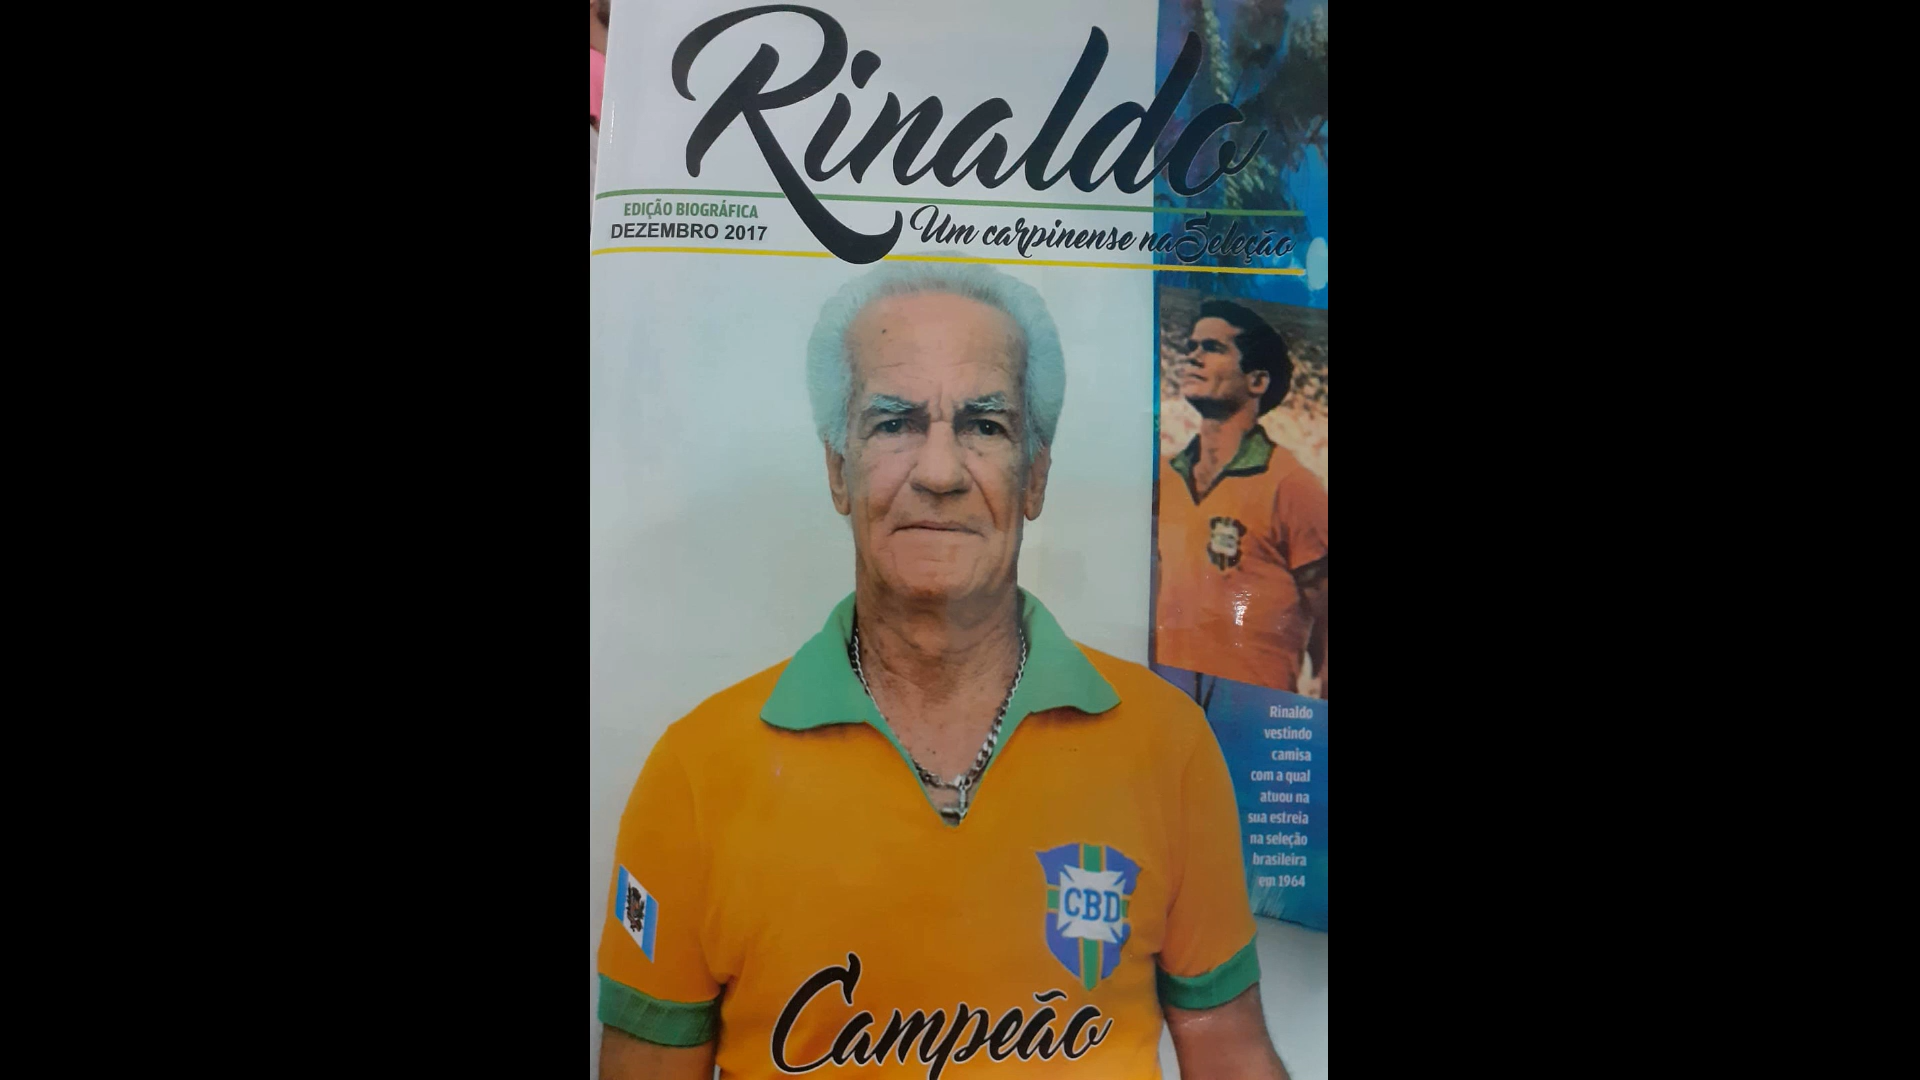 Rinaldo
EDIÇÃO BIOGRÁFICA
DEZEMBRO 2017
Um carpinense na Seleção
Rinaldo
vestindo
camisa
com a qual
atuou na
sua estreia
na seleção
brasileira
em 1964
CBD
Campeão